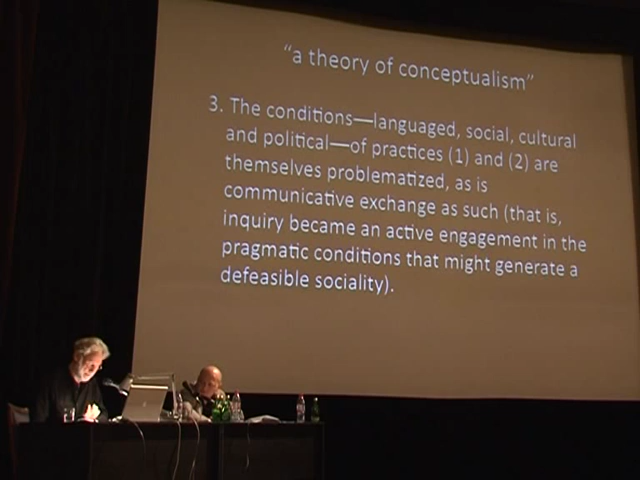 “a theory of conceptualism”
3. The conditions—languaged, social, cultural
and political—of practices (1) and (2) are
themselves problematized, as is
communicative exchange as such (that is,
inquiry became an active engagement in the
pragmatic conditions that might generate a
defeasible sociality).